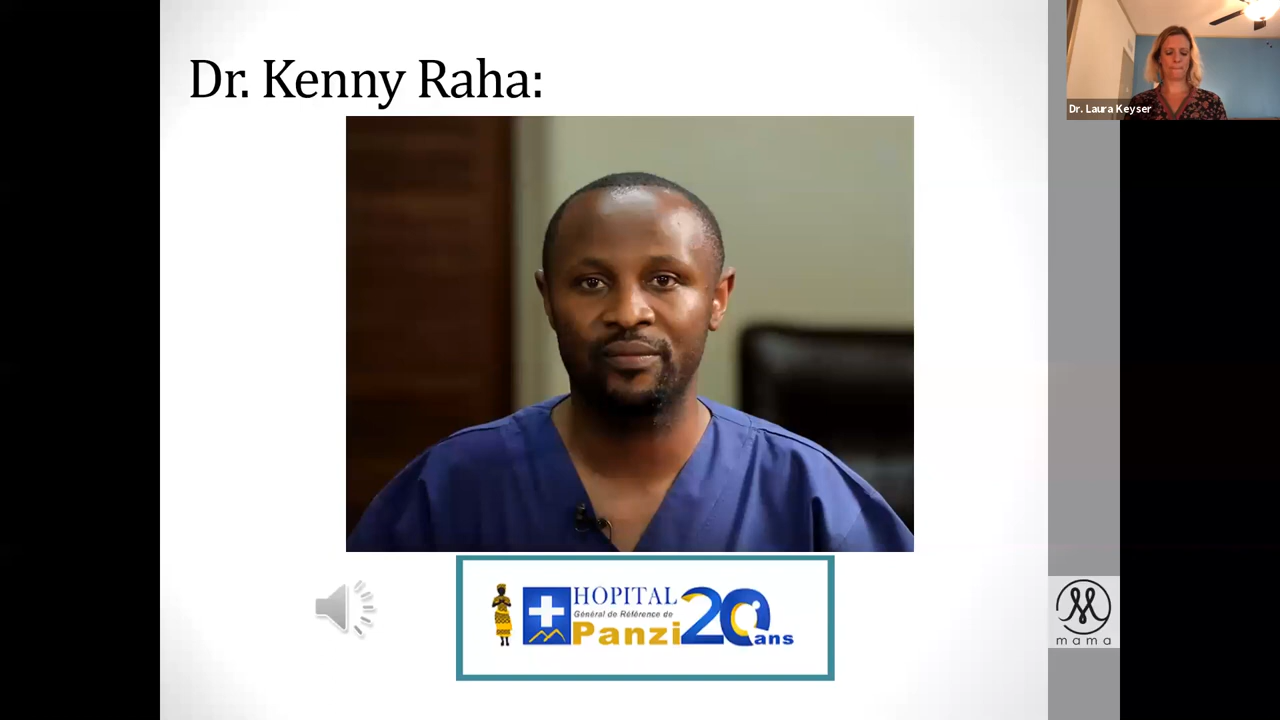 Dr. Kenny Raha:
Dr. Laura Keyser
HOPITAL
Général de Référence de
Panzi
20
ans
mama